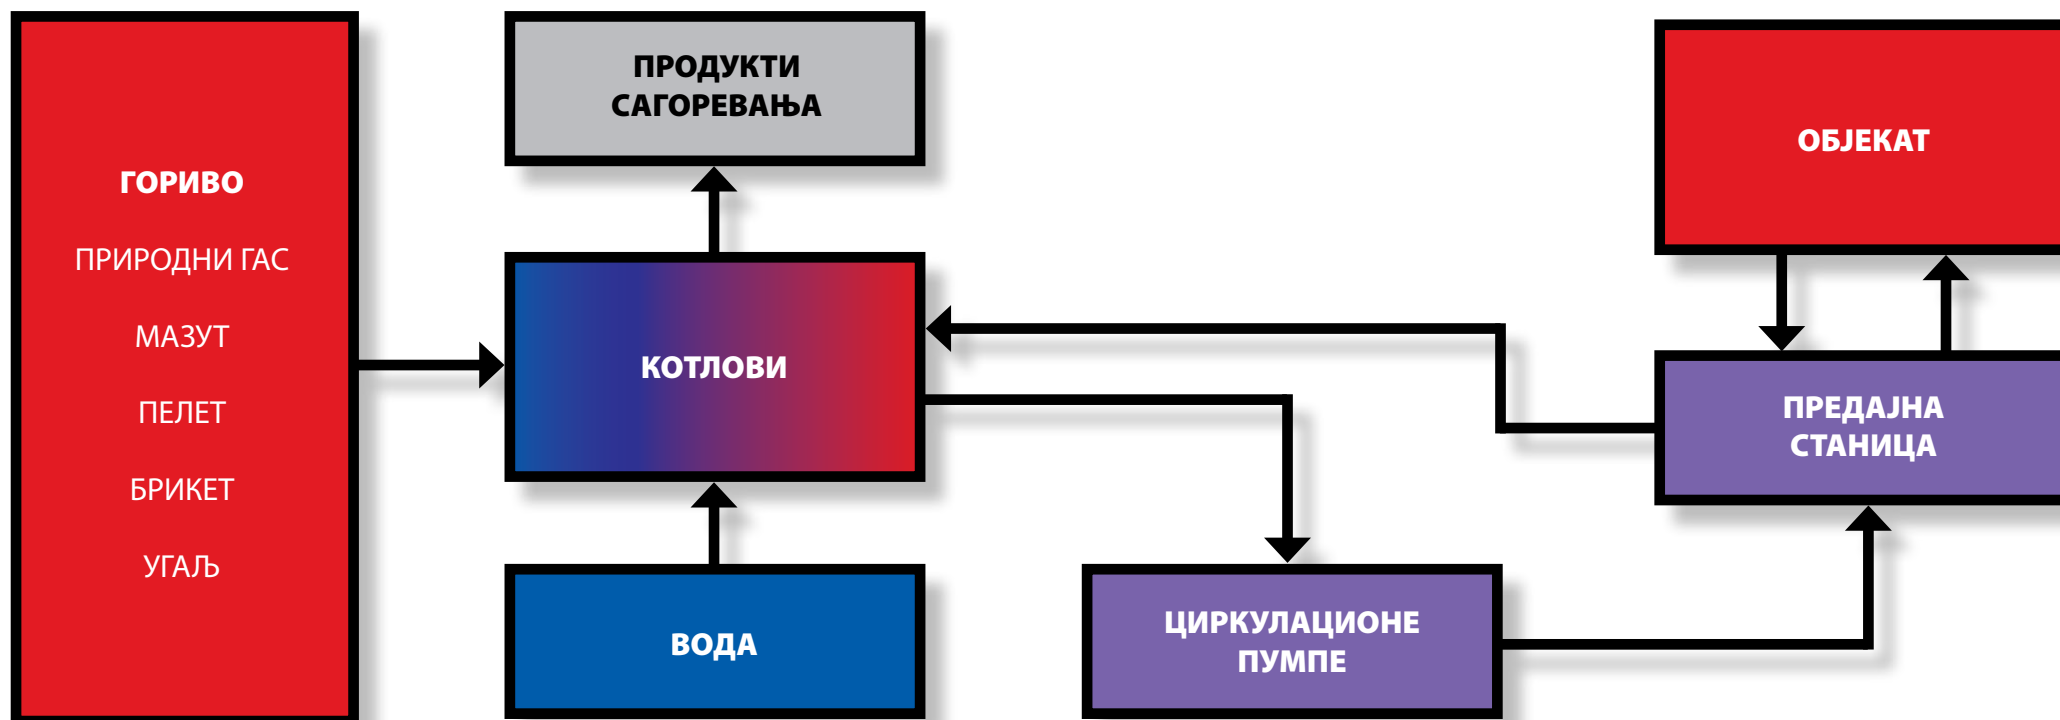 ГОРИВО
ПРИРОДНИ ГАС
МАЗУТ
ПЕЛЕТ
БРИКЕТ
УГАЉ
ПРОДУКТИ
САГОРЕВАЊА
КОТЛОВИ
ВОДА
ЦИРКУЛАЦИОНЕ
ПУМПЕ
ОБЈЕКАТ
ПРЕДАЈНА
СТАНИЦА